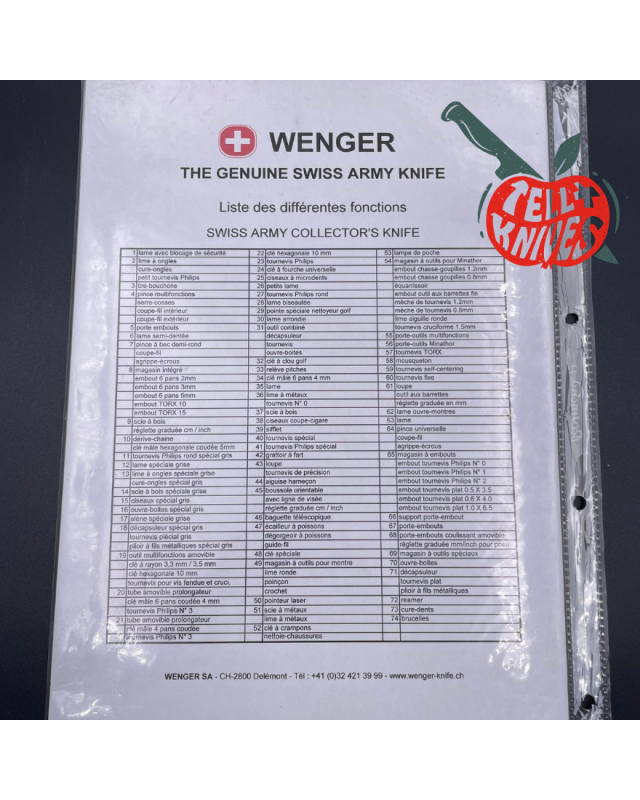 WENGER
THE GENUINE SWISS ARMY KNIFE
Liste des différentes fonctions
SWISS ARMY COLLECTOR'S KNIFE
1 lame avec blocage de sécurité
2 lime à ongles
cure-ongles
petit tournevis Philips
3 tire-bouchons
4 pince multifonctions
serre-cosses
coupe-fil intérieur
coupe-fil extérieur
5 porte embouts
6 lame semi-dentée
7 pince à bec demi-rond
coupe-fil
agrippe-écrous
8 magasin intégré
embout 6 pans 2mm
embout 6 pans 3mm
embout 6 pans 5mm
embout TORX 10
embout TORX 15
9 scie à bois
réglette graduée cm / inch
10 dérive-chaîne
clé mâle hexagonale coudée 5mm
11 tournevis Philips rond spécial gris
12 lame spéciale grise
13 lime à ongles spéciale grise
cure-ongles spécial gris
14 scie à bois spéciale grise
15 ciseaux spécial gris
16 ouvre-boîtes spécial gris
17 alène spéciale grise
18 décapsuleur spécial gris
tournevis plécial gris
plioir à fils métalliques spécial gris
19 outil multifonctions amovible
clé à rayon 3,3 mm / 3,5 mm
clé hexagonale 10 mm
tournevis pour vis fendue et cruci.
20 tube amovible prolongateur
clé mâle 6 pans coudée 4 mm
tournevis Philips N° 3
21 tube amovible prolongateur
clé mâle 4 pans coudée
tournevis Philips N° 3
22 clé hexagonale 10 mm
23 tournevis Philips
24 clé à fourche universelle
25 ciseaux à microdents
26 petite lame
27 tournevis Philips rond
28 lame biseautée
29 pointe spéciale nettoyeur golf
30 lame arrondie
31 outil combiné
décapsuleur
tournevis
ouvre-boîtes
32 clé à clou golf
33 relève pitches
34 clé mâle 6 pans 4 mm
35 lame
36 lime à métaux
tournevis N° 0
37 scie à bois
38 ciseaux coupe-cigare
39 sifflet
40 tournevis spécial
41 tournevis Philips spécial
42 grattoir à fart
43 loupe
tournevis de précision
44 aiguise hameçon
45 boussole orientable
avec ligne de visée
réglette graduée cm / inch
46 baguette téléscopique
47 écailleur à poissons
dégorgeoir à poissons
guide-fil
48 clé spéciale
49 magasin à outils pour montre
lime ronde
poinçon
crochet
50 pointeur laser
51 scie à métaux
lime à métaux
52 clé à crampons
nettoie-chaussures
53 lampe de poche
54 magasin à outils pour Minathor
embout chasse-goupilles 1.2mm
embout chasse-goupilles 0.8mm
équarrissoir
embout outil aux barrettes fin
mèche de tournevis 1.2mm
mèche de tournevis 0.8mm
lime aiguille ronde
tournevis cruciforme 1.5mm
55 porte-outils multifonctions
56 porte-outils Minathor
57 tournevis TORX
58 mousqueton
59 tournevis self-centering
60 tournevis fixe
61 loupe
outil aux barrettes
réglette graduée en mm
62 lame ouvre-montres
63 lame
64 pince universelle
coupe-fil
agrippe-écrous
65 magasin à embouts
embout tournevis Philips N° 0
embout tournevis Philips N° 1
embout tournevis Philips N° 2
embout tournevis plat 0.5 X 3.5
embout tournevis plat 0.6 X 4.0
embout tournevis plat 1.0 X 6.5
66 support porte-embout
67 porte-embouts
68 porte-embouts coulissant amovible
réglette graduée mm/inch pour pneu
69 magasin à outils spéciaux
70 ouvre-boîtes
71 décapsuleur
tournevis plat
plioir à fils métalliques
72 reamer
73 cure-dents
74 brucelles
WENGER SA - CH-2800 Delémont - Tél : +41 (0)32 421 39 99 - www.wenger-knife.ch
TELL-IT
KNIVES